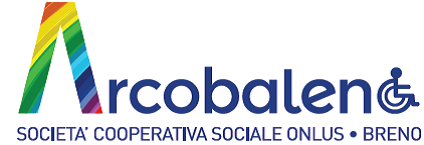 Arcobaleno
SOCIETA' COOPERATIVA SOCIALE ONLUS • BRENO